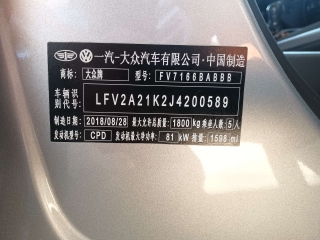 一汽-大众汽车有限公司·中国制造
商标: 大众牌 型号: FV7166BABBB
车辆识别代号: LFV2A21K2J4200589
制造日期: 2018/08/28 最大允许总质量: 1800 kg 乘坐人数: 5 人
发动机型号: CPD 发动机最大净功率: 81 kW 排量: 1598 ml